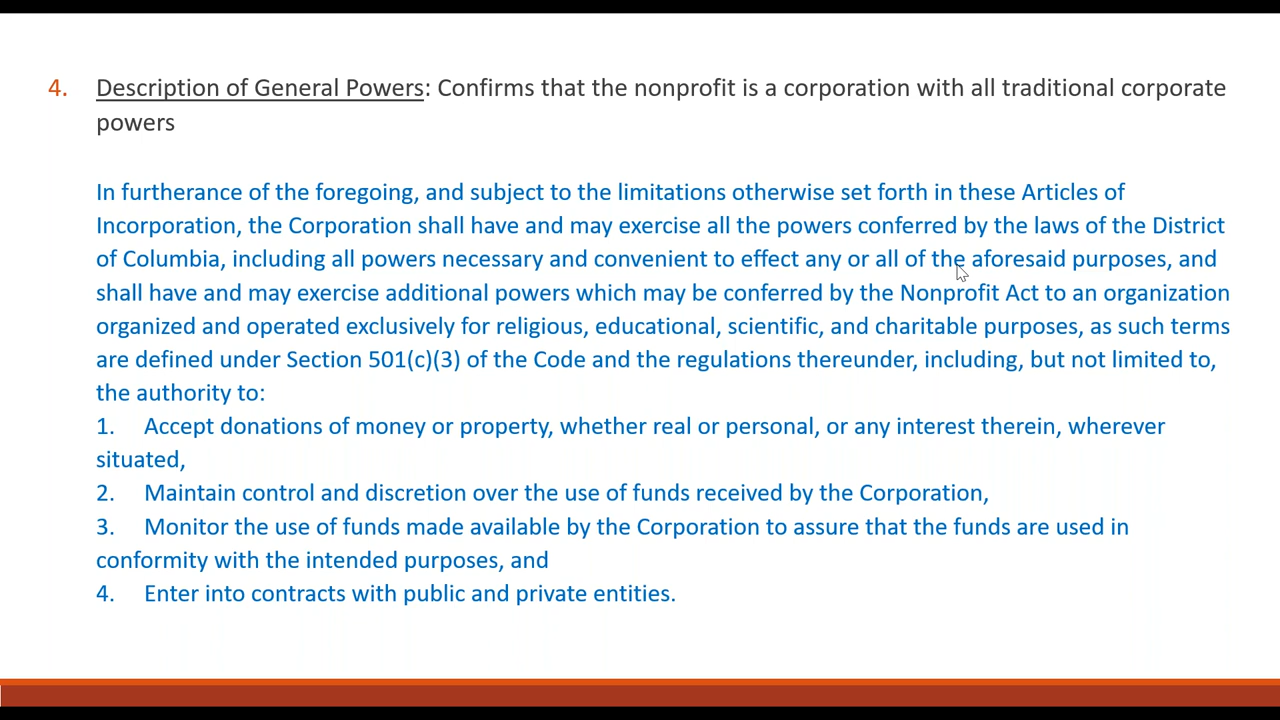 4. Description of General Powers: Confirms that the nonprofit is a corporation with all traditional corporate
powers
In furtherance of the foregoing, and subject to the limitations otherwise set forth in these Articles of
Incorporation, the Corporation shall have and may exercise all the powers conferred by the laws of the District
of Columbia, including all powers necessary and convenient to effect any or all of the aforesaid purposes, and
shall have and may exercise additional powers which may be conferred by the Nonprofit Act to an organization
organized and operated exclusively for religious, educational, scientific, and charitable purposes, as such terms
are defined under Section 501(c)(3) of the Code and the regulations thereunder, including, but not limited to,
the authority to:
1. Accept donations of money or property, whether real or personal, or any interest therein, wherever
situated,
2. Maintain control and discretion over the use of funds received by the Corporation,
3. Monitor the use of funds made available by the Corporation to assure that the funds are used in
conformity with the intended purposes, and
4. Enter into contracts with public and private entities.